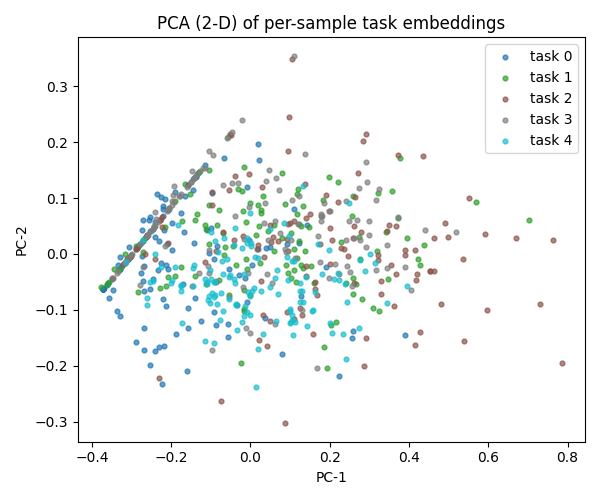 PCA (2-D) of per-sample task embeddings
task 0
task 1
task 2
task 3
task 4
PC-2
0.3
0.2
0.1
0.0
−0.1
−0.2
−0.3
−0.4 −0.2 0.0 0.2 0.4 0.6 0.8
PC-1